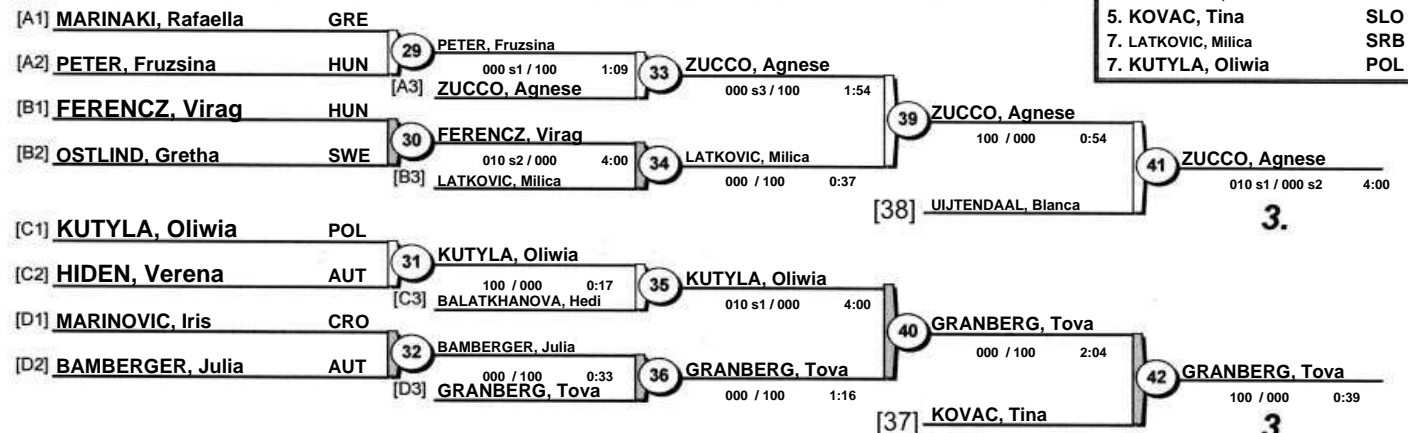 5. KOVAC, Tina SLO
7. LATKOVIC, Milica SRB
7. KUTYLA, Oliwia POL
[A1] MARINAKI, Rafaella GRE
[A2] PETER, Fruzsina HUN
[B1] FERENCZ, Virag HUN
[B2] OSTLIND, Gretha SWE
[C1] KUTYLA, Oliwia POL
[C2] HIDEN, Verena AUT
[D1] MARINOVIC, Iris CRO
[D2] BAMBERGER, Julia AUT
29
30
31
32
PETER, Fruzsina
000 s1 / 100 1:09
[A3] ZUCCO, Agnese
FERENCZ, Virag
010 s2 / 000 4:00
[B3] LATKOVIC, Milica
KUTYLA, Oliwia
100 / 000 0:17
[C3] BALATKHANOVA, Hedi
BAMBERGER, Julia
000 / 100 0:33
[D3] GRANBERG, Tova
33
34
35
36
ZUCCO, Agnese
000 s3 / 100 1:54
LATKOVIC, Milica
000 / 100 0:37
KUTYLA, Oliwia
010 s1 / 000 4:00
GRANBERG, Tova
000 / 100 1:16
39
40
ZUCCO, Agnese
100 / 000 0:54
[38] UIJTENDAAL, Blanca
GRANBERG, Tova
000 / 100 2:04
[37] KOVAC, Tina
41
42
ZUCCO, Agnese
010 s1 / 000 s2 4:00
3.
GRANBERG, Tova
100 / 000 0:39
3